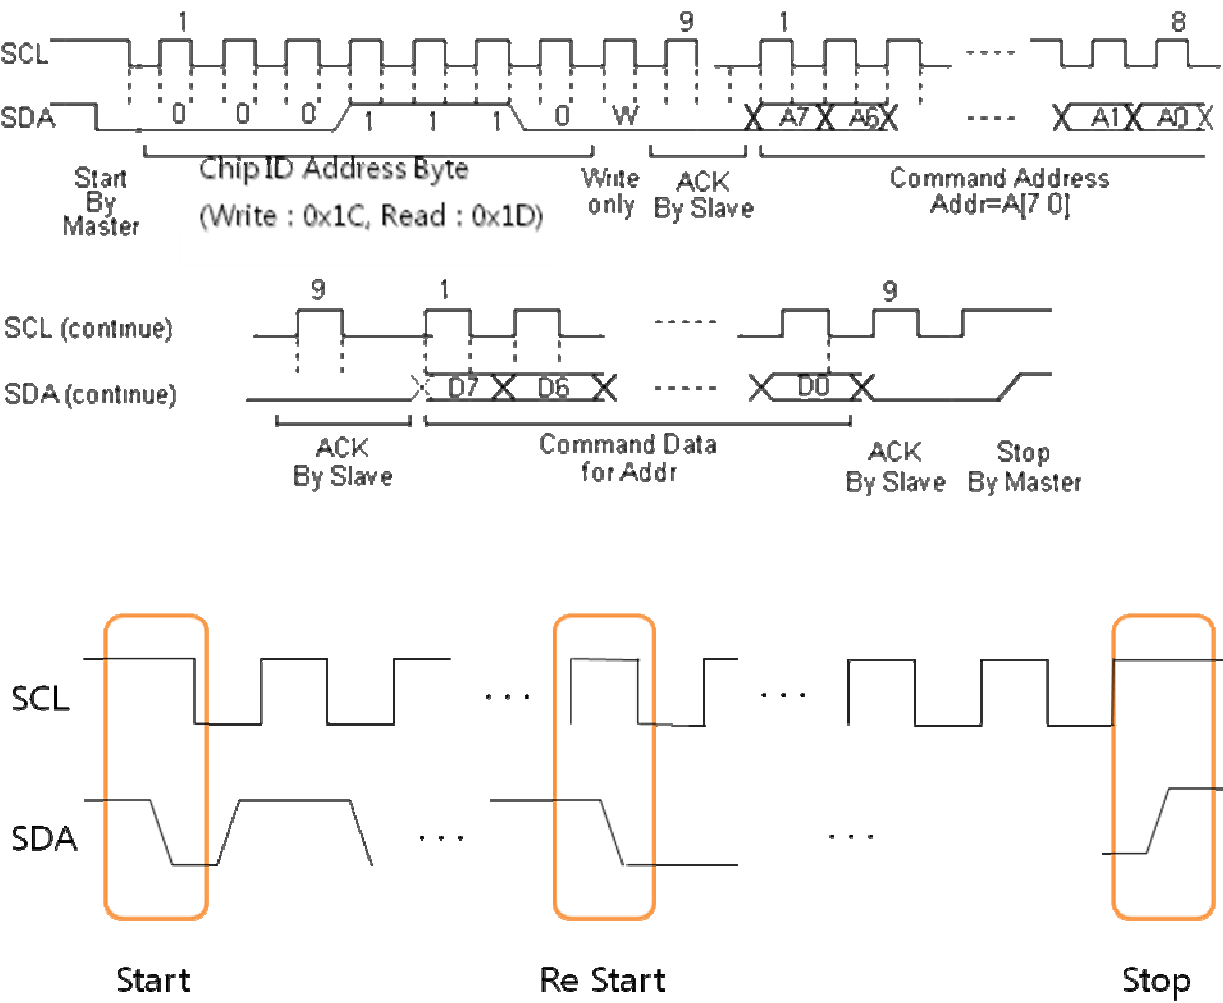 1 9 1 8
SCL
SDA 0 0 0 1 1 1 0 W A7 A6 A1 A0
Start By Master
Chip ID Address Byte
(Write : 0x1C, Read : 0x1D)
Write only
ACK By Slave
Command Address
Addr=A[7 0]
9 1 9
SCL (continue)
SDA (continue) D7 D6 D0
ACK By Slave
Command Data for Addr
ACK By Slave
Stop By Master
SCL
SDA
Start Re Start Stop